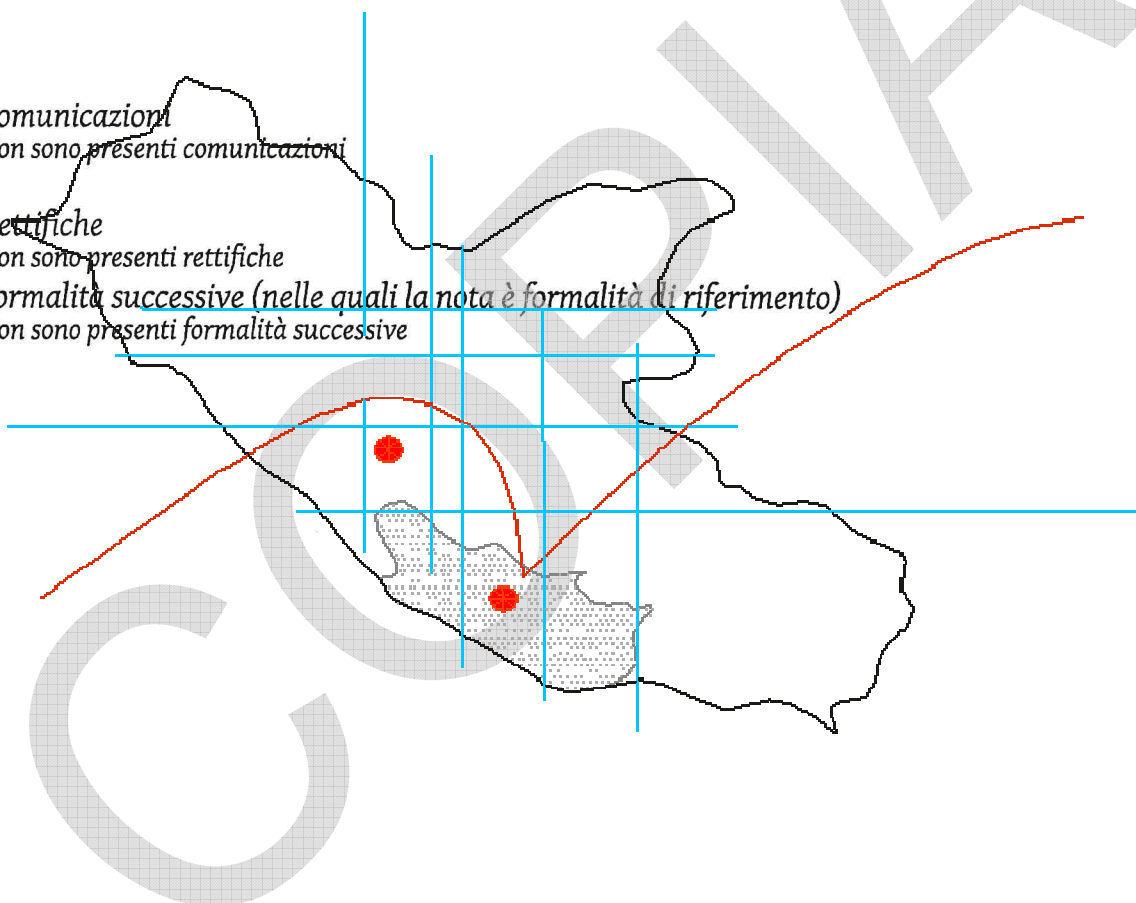 omunicazioni
on sono presenti comunicazioni
ettifiche
on sono presenti rettifiche
ormalità successive (nelle quali la nota è formalità di riferimento)
on sono presenti formalità successive
COPIA